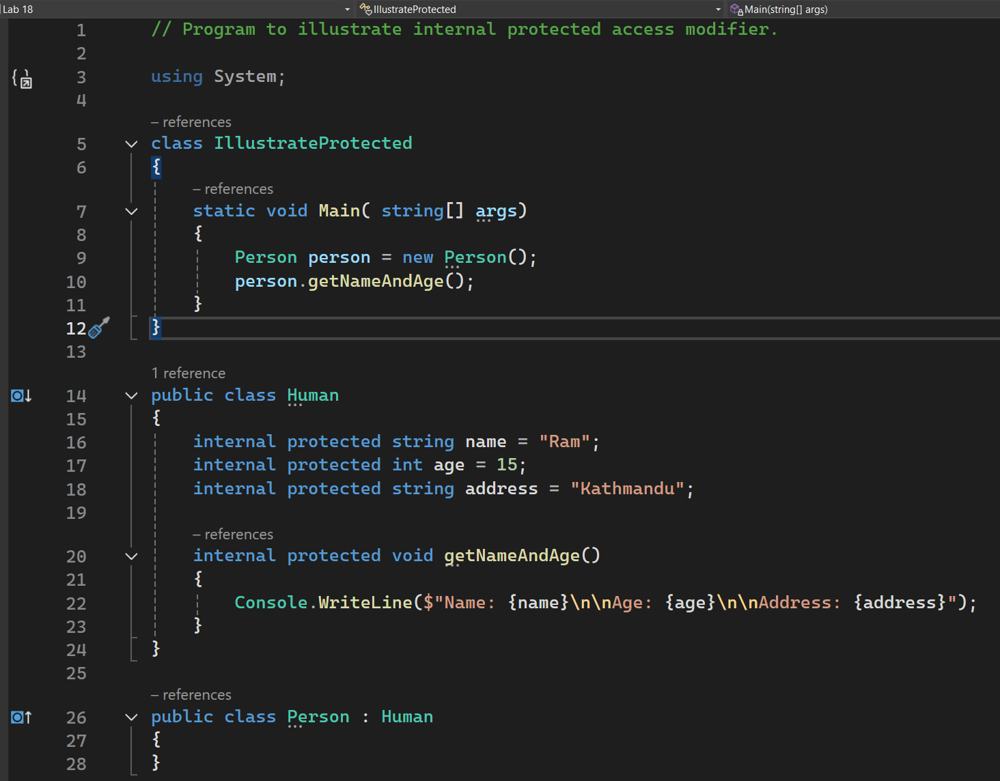 Lab 18 IllustrateProtected Main(string[] args)
1 // Program to illustrate internal protected access modifier.
2
3 using System;
4
– references
5 class IllustrateProtected
6 {
– references
7 static void Main( string[] args)
8 {
9 Person person = new Person();
10 person.getNameAndAge();
11 }
12 }
13
1 reference
14 public class Human
15 {
16 internal protected string name = "Ram";
17 internal protected int age = 15;
18 internal protected string address = "Kathmandu";
19
– references
20 internal protected void getNameAndAge()
21 {
22 Console.WriteLine($"Name: {name}\n\nAge: {age}\n\nAddress: {address}");
23 }
24 }
25
– references
26 public class Person : Human
27 {
28 }